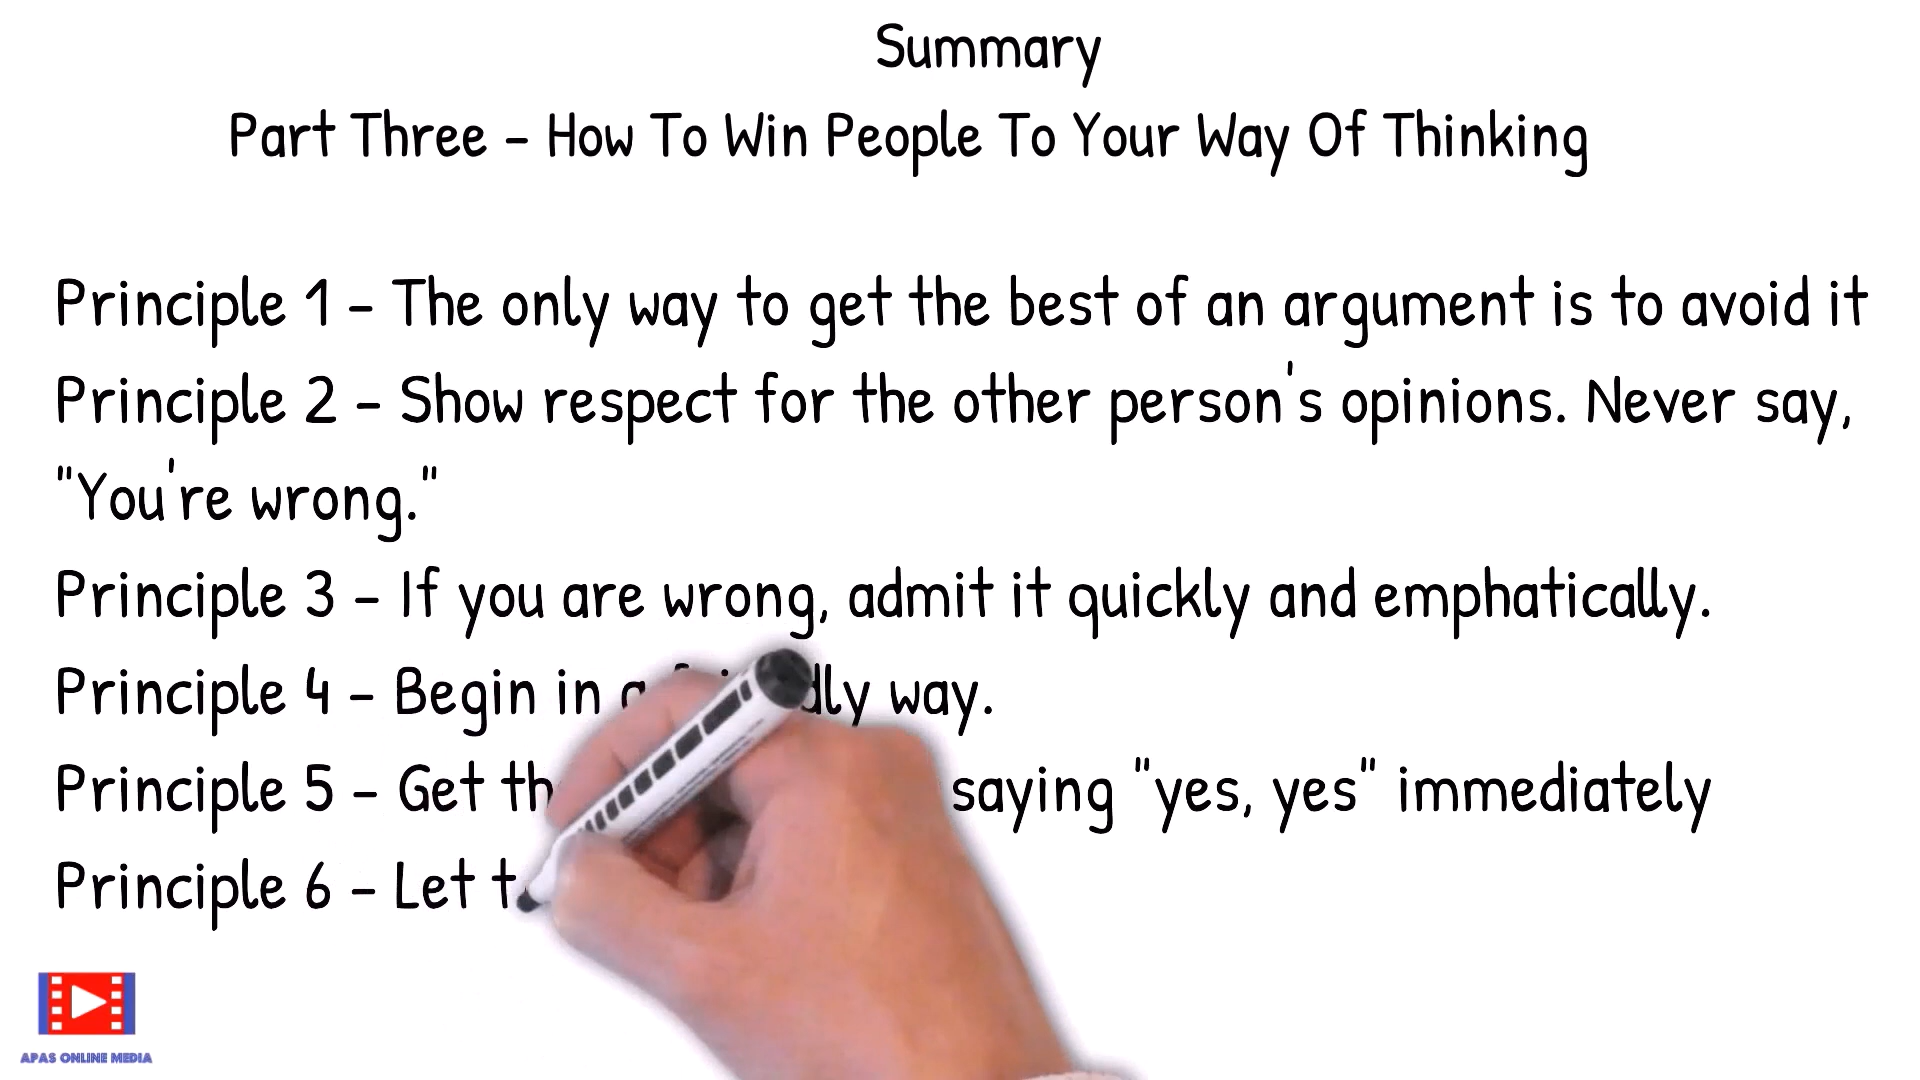 Summary
Part Three - How To Win People To Your Way Of Thinking
Principle 1 - The only way to get the best of an argument is to avoid it
Principle 2 - Show respect for the other person's opinions. Never say,
"You're wrong."
Principle 3 - If you are wrong, admit it quickly and emphatically.
Principle 4 - Begin in way.
Principle 5 - Get saying "yes, yes" immediately
Principle 6 - Let
APAS ONLINE MEDIA